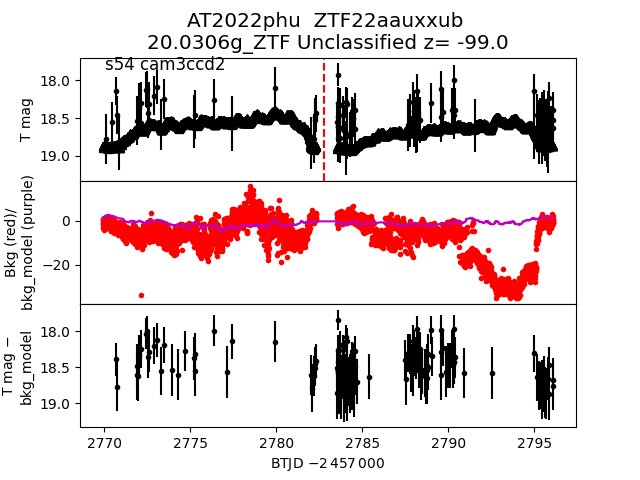 AT2022phu  ZTF22aauxxub
20.0306g_ZTF Unclassified z= -99.0
s54 cam3ccd2
T mag
18.0
18.5
19.0
Bkg (red)/
bkg_model (purple)
0
−20
T mag −
bkg_model
18.0
18.5
19.0
2770 2775 2780 2785 2790 2795
BTJD −2 457 000